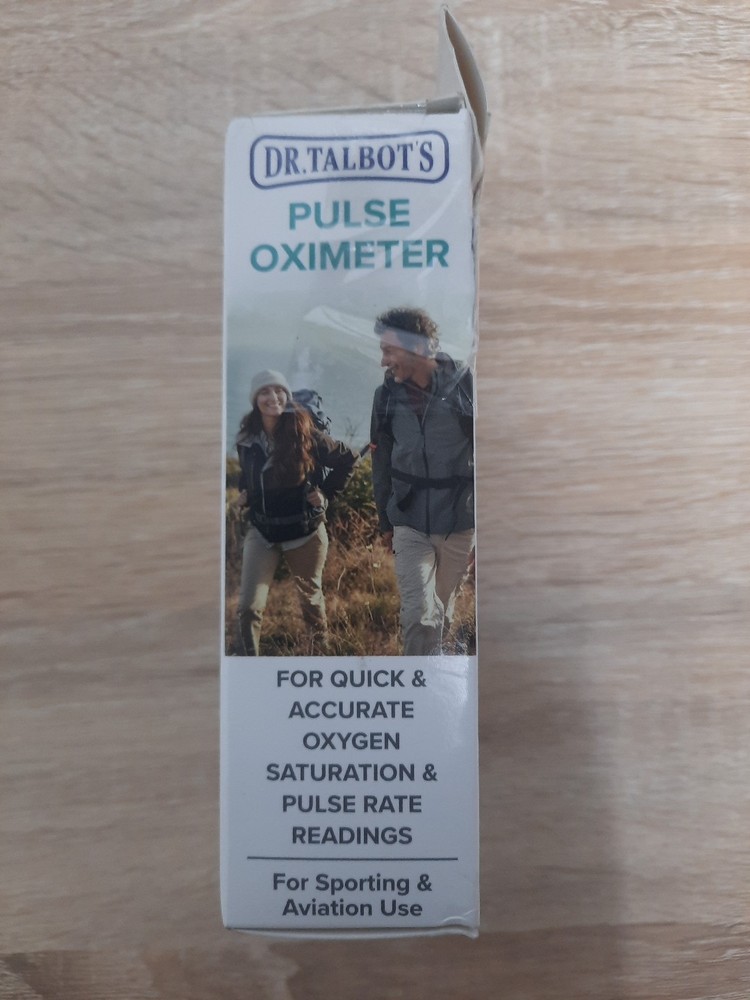 DR.TALBOT'S
PULSE
OXIMETER
FOR QUICK &
ACCURATE
OXYGEN
SATURATION &
PULSE RATE
READINGS
For Sporting &
Aviation Use